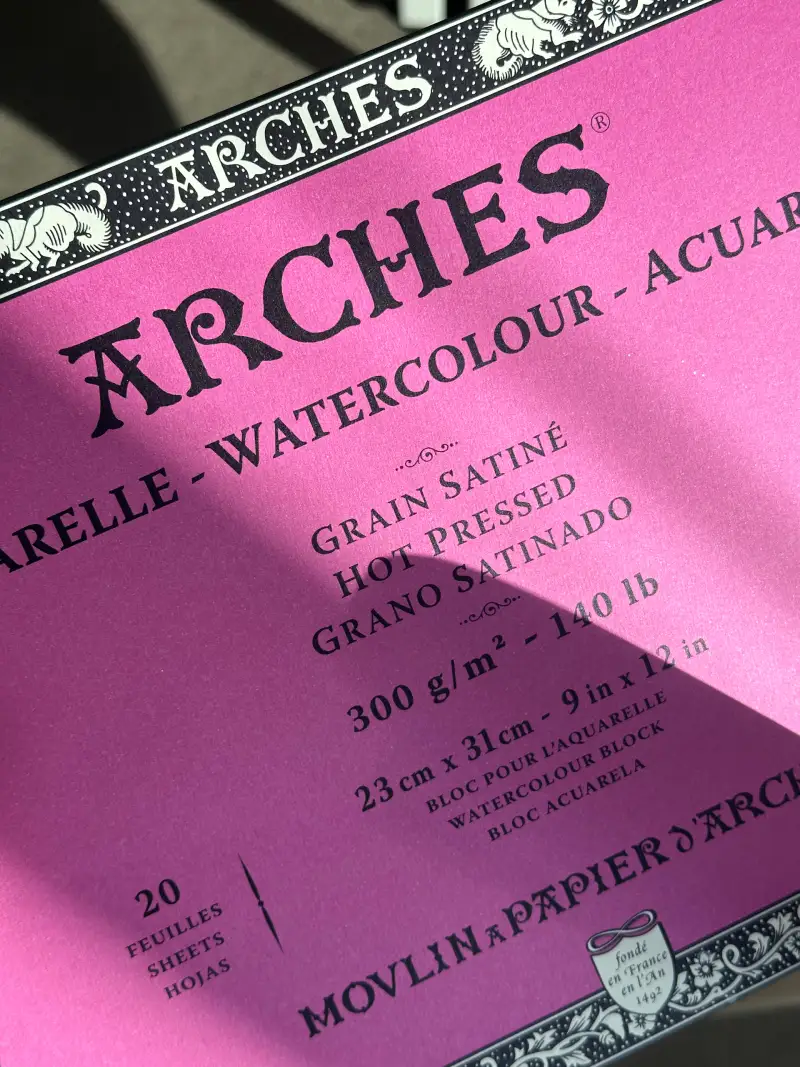 ARCHES
ARCHES®
ARELLE - WATERCOLOUR - ACUAR
GRAIN SATINÉ
HOT PRESSED
GRANO SATINADO
300 g/m² - 140 lb
23 cm x 31 cm - 9 in x 12 in
BLOC POUR L'AQUARELLE
WATERCOLOUR BLOCK
BLOC ACUARELA
20
FEUILLES
SHEETS
HOJAS
MOVLIN A PAPIER d'ARCH
fondé
en France
en l'An
1492